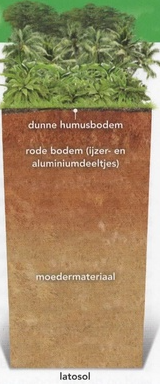 dunne humusbodem
rode bodem (ijzer- en
aluminiumdeeltjes)
moedermateriaal
latosol